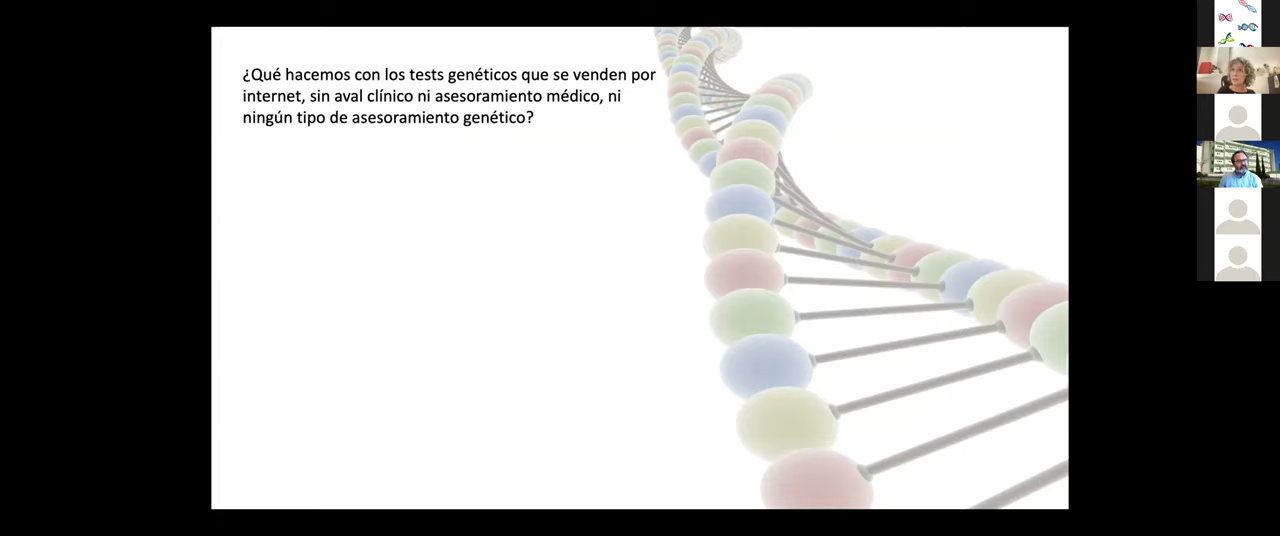 ¿Qué hacemos con los tests genéticos que se venden por
internet, sin aval clínico ni asesoramiento médico, ni
ningún tipo de asesoramiento genético?